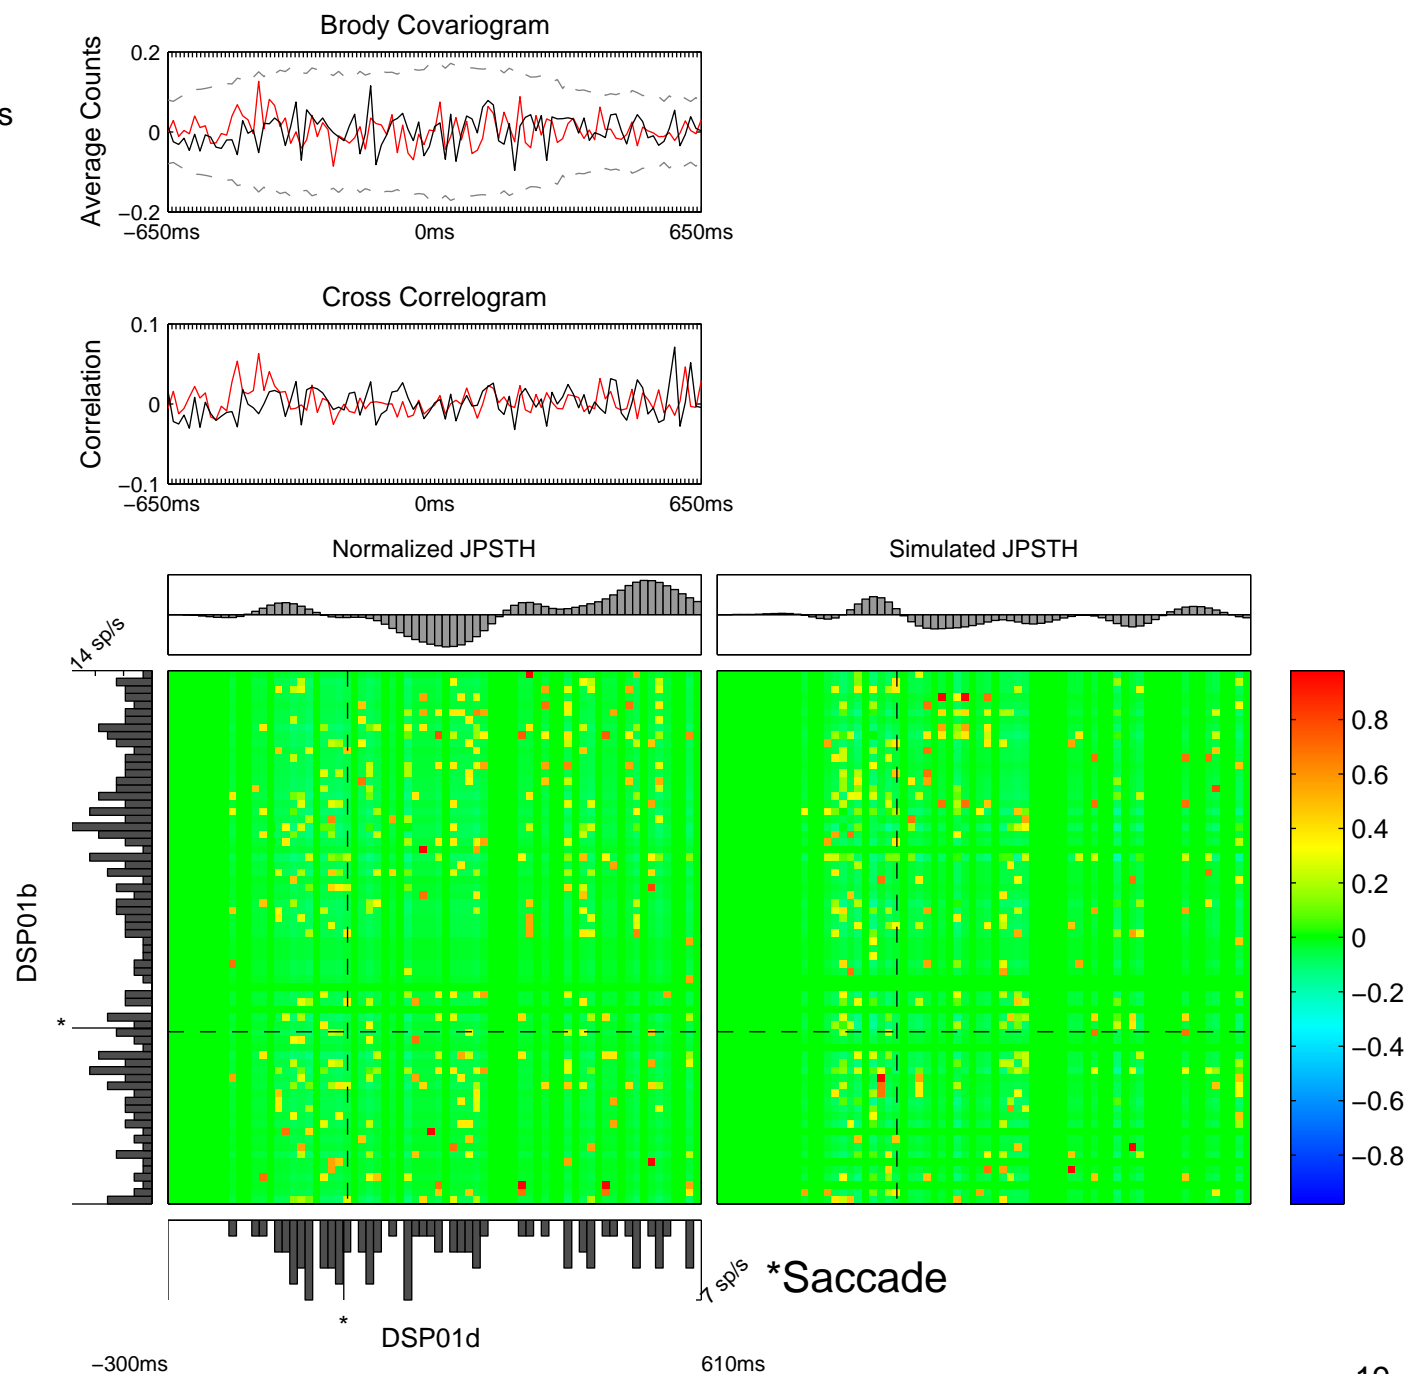 Brody Covariogram
Average Counts
0.2
0
−0.2
−650ms 0ms 650ms
s
Cross Correlogram
Correlation
0.1
0
−0.1
−650ms 0ms 650ms
Normalized JPSTH
Simulated JPSTH
14 sp/s
DSP01b
*
0.8
0.6
0.4
0.2
0
−0.2
−0.4
−0.6
−0.8
7 sp/s
*Saccade
*
DSP01d
−300ms 610ms